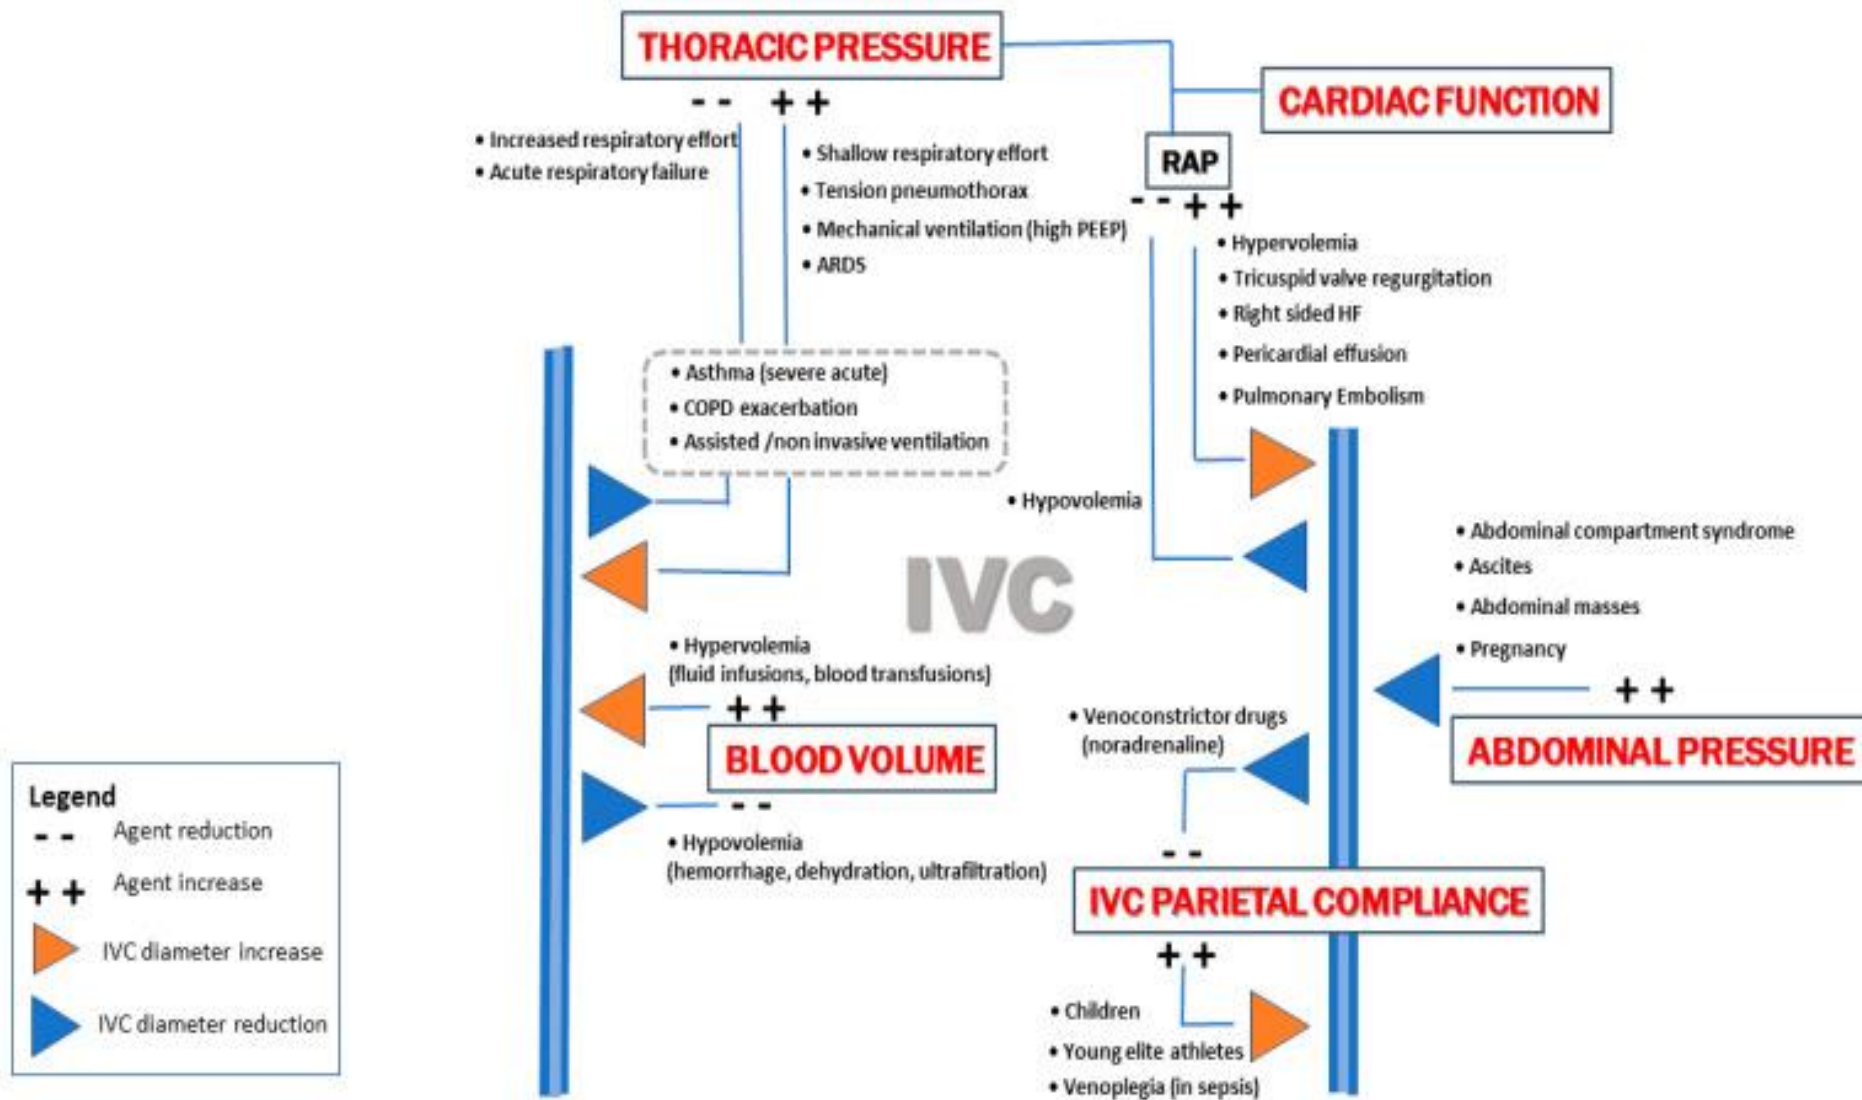 THORACIC PRESSURE
- - + +
• Increased respiratory effort
• Acute respiratory failure
• Shallow respiratory effort
• Tension pneumothorax
• Mechanical ventilation (high PEEP)
• ARDS
CARDIAC FUNCTION
RAP
- - + +
• Hypervolemia
• Tricuspid valve regurgitation
• Right sided HF
• Pericardial effusion
• Pulmonary Embolism
• Asthma (severe acute)
• COPD exacerbation
• Assisted /non invasive ventilation
• Hypovolemia
IVC
• Abdominal compartment syndrome
• Ascites
• Abdominal masses
• Pregnancy
+ +
ABDOMINAL PRESSURE
• Hypervolemia
(fluid infusions, blood transfusions)
+ +
BLOOD VOLUME
- -
• Hypovolemia
(hemorrhage, dehydration, ultrafiltration)
• Venoconstrictor drugs
(noradrenaline)
- -
IVC PARIETAL COMPLIANCE
+ +
• Children
• Young elite athletes
• Venoplegia (in sepsis)
Legend
- - Agent reduction
+ + Agent increase
IVC diameter increase
IVC diameter reduction